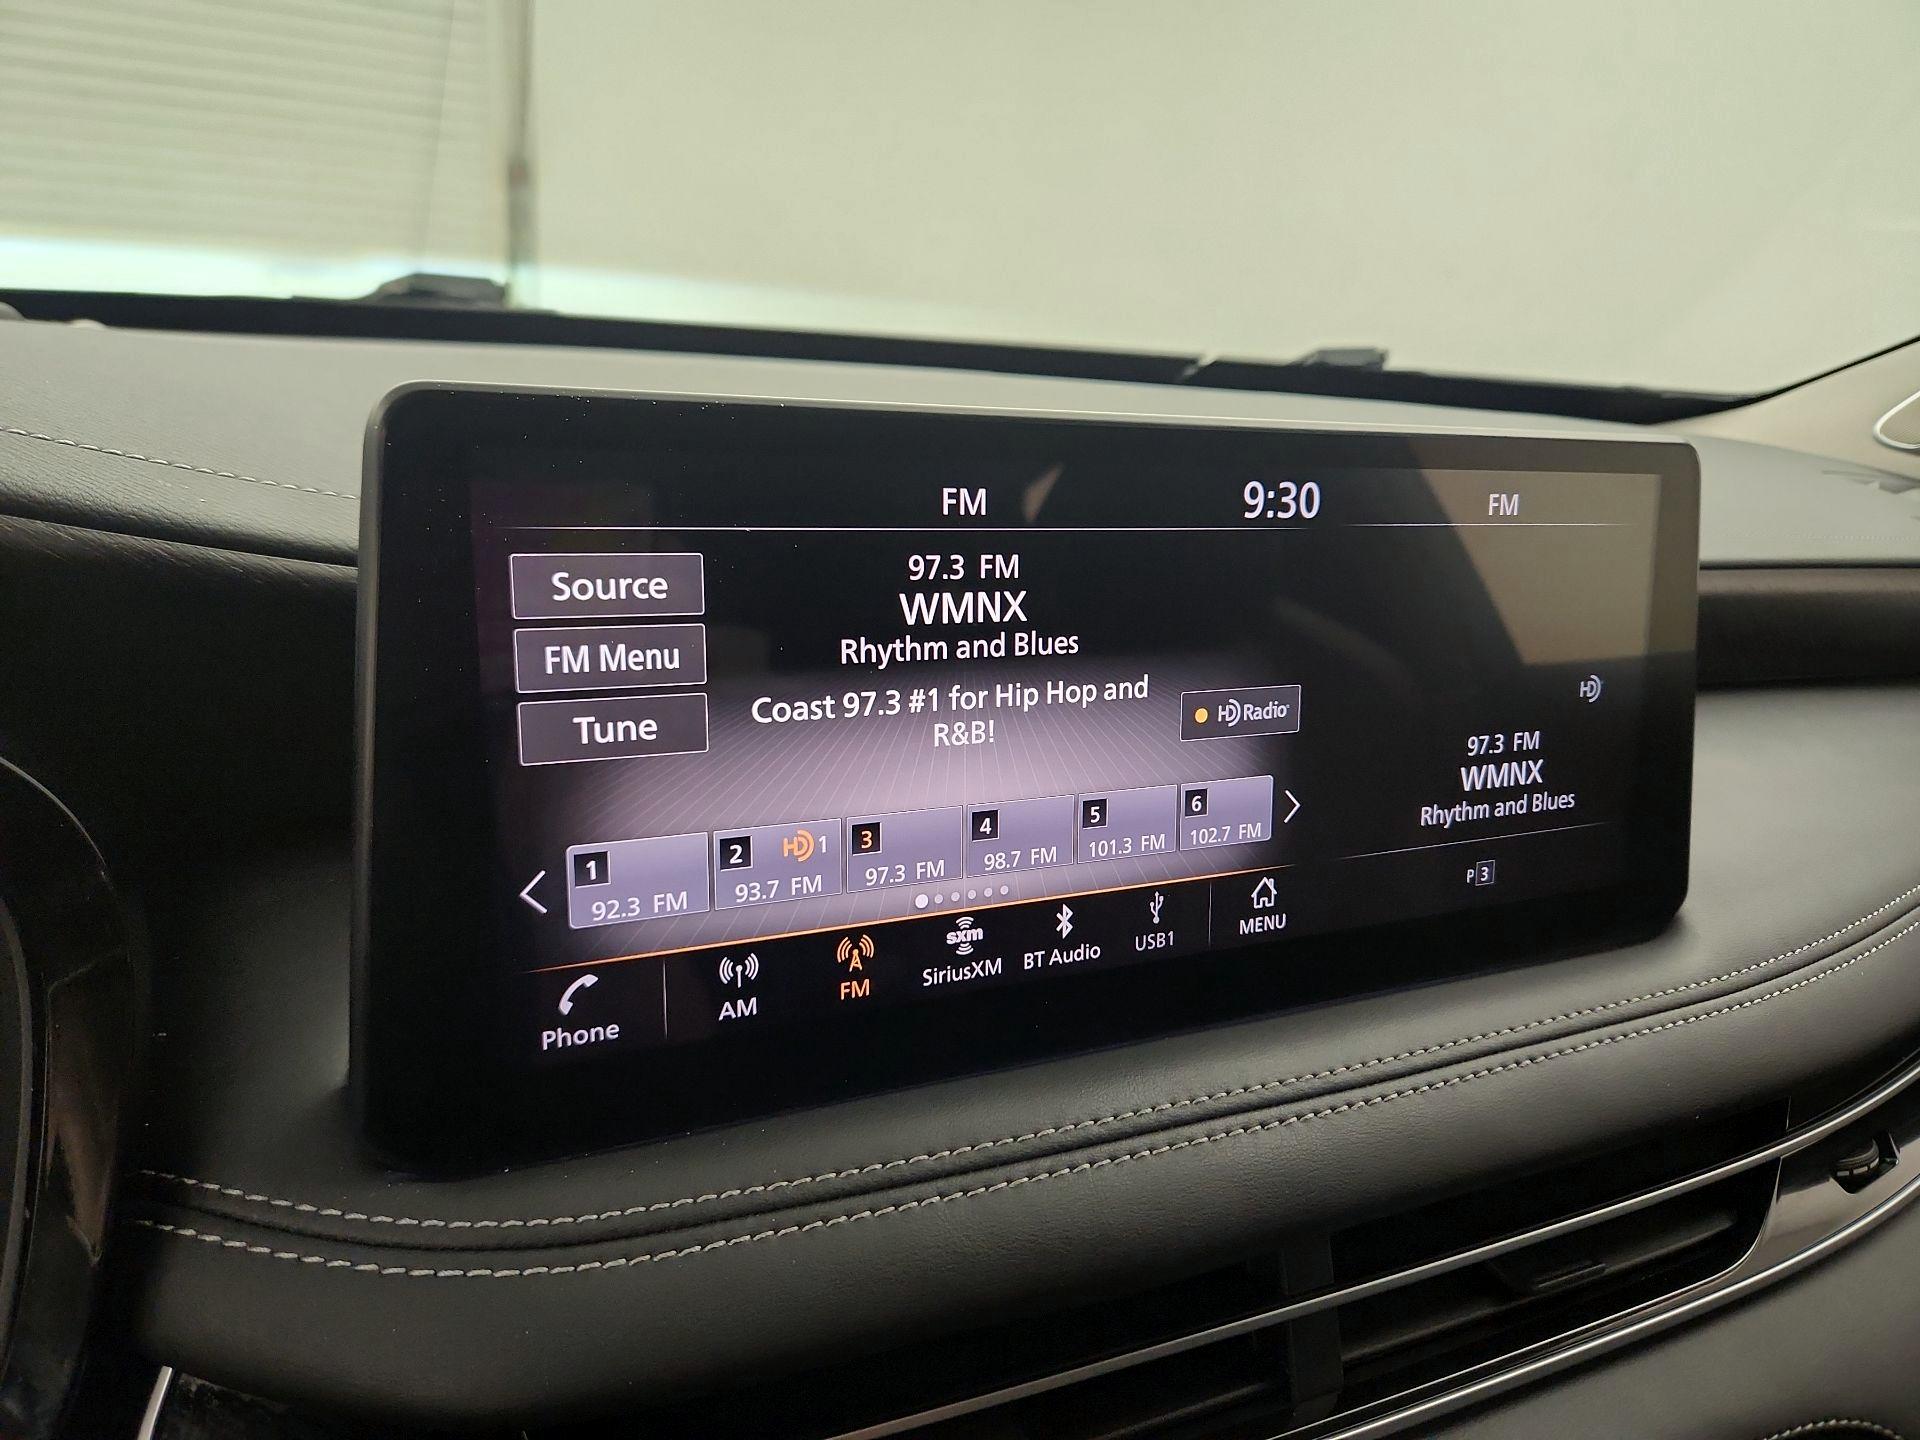 FM 9:30 FM
Source
FM Menu
Tune
97.3 FM
WMNX
Rhythm and Blues
Coast 97.3 #1 for Hip Hop and
R&B!
HD Radio
1 92.3 FM
2 HD 1 93.7 FM
3 97.3 FM
4 98.7 FM
5 101.3 FM
6 102.7 FM
Phone
AM
FM
sxm
SiriusXM
BT Audio
USB1
MENU
HD
97.3 FM
WMNX
Rhythm and Blues
P 3